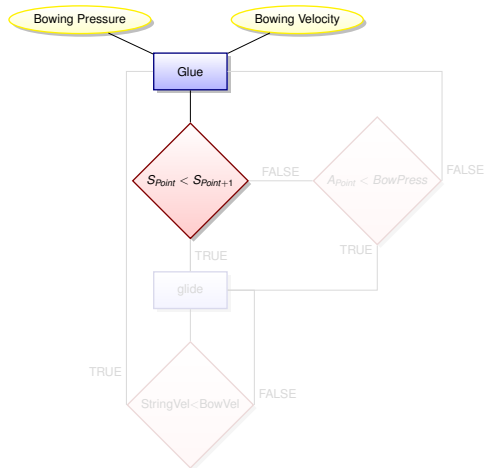 Bowing Pressure
Bowing Velocity
Glue
S_Point < S_Point+1
FALSE
A_Point < BowPress
FALSE
TRUE
TRUE
glide
TRUE
StringVel<BowVel
FALSE